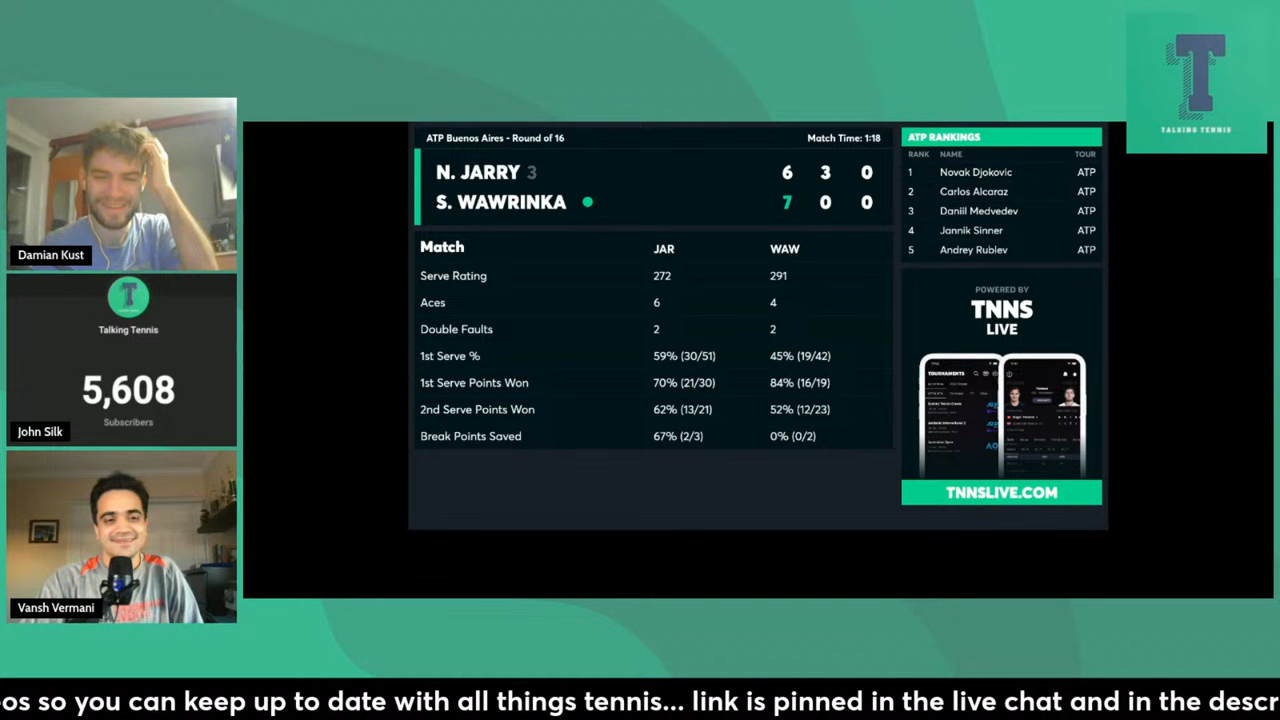 T
TALKING TENNIS
Damian Kust
Talking Tennis
5,608
Subscribers
John Silk
Vansh Vermani
ATP Buenos Aires - Round of 16
Match Time: 1:18
N. JARRY 3 6 3 0
S. WAWRINKA 7 0 0
Match JAR WAW
Serve Rating 272 291
Aces 6 4
Double Faults 2 2
1st Serve % 59% (30/51) 45% (19/42)
1st Serve Points Won 70% (21/30) 84% (16/19)
2nd Serve Points Won 62% (13/21) 52% (12/23)
Break Points Saved 67% (2/3) 0% (0/2)
ATP RANKINGS
RANK NAME TOUR
1 Novak Djokovic ATP
2 Carlos Alcaraz ATP
3 Daniil Medvedev ATP
4 Jannik Sinner ATP
5 Andrey Rublev ATP
POWERED BY
TNNS
LIVE
TOURNAMENTS
TNNSLIVE.COM
eos so you can keep up to date with all things tennis... link is pinned in the live chat and in the descr